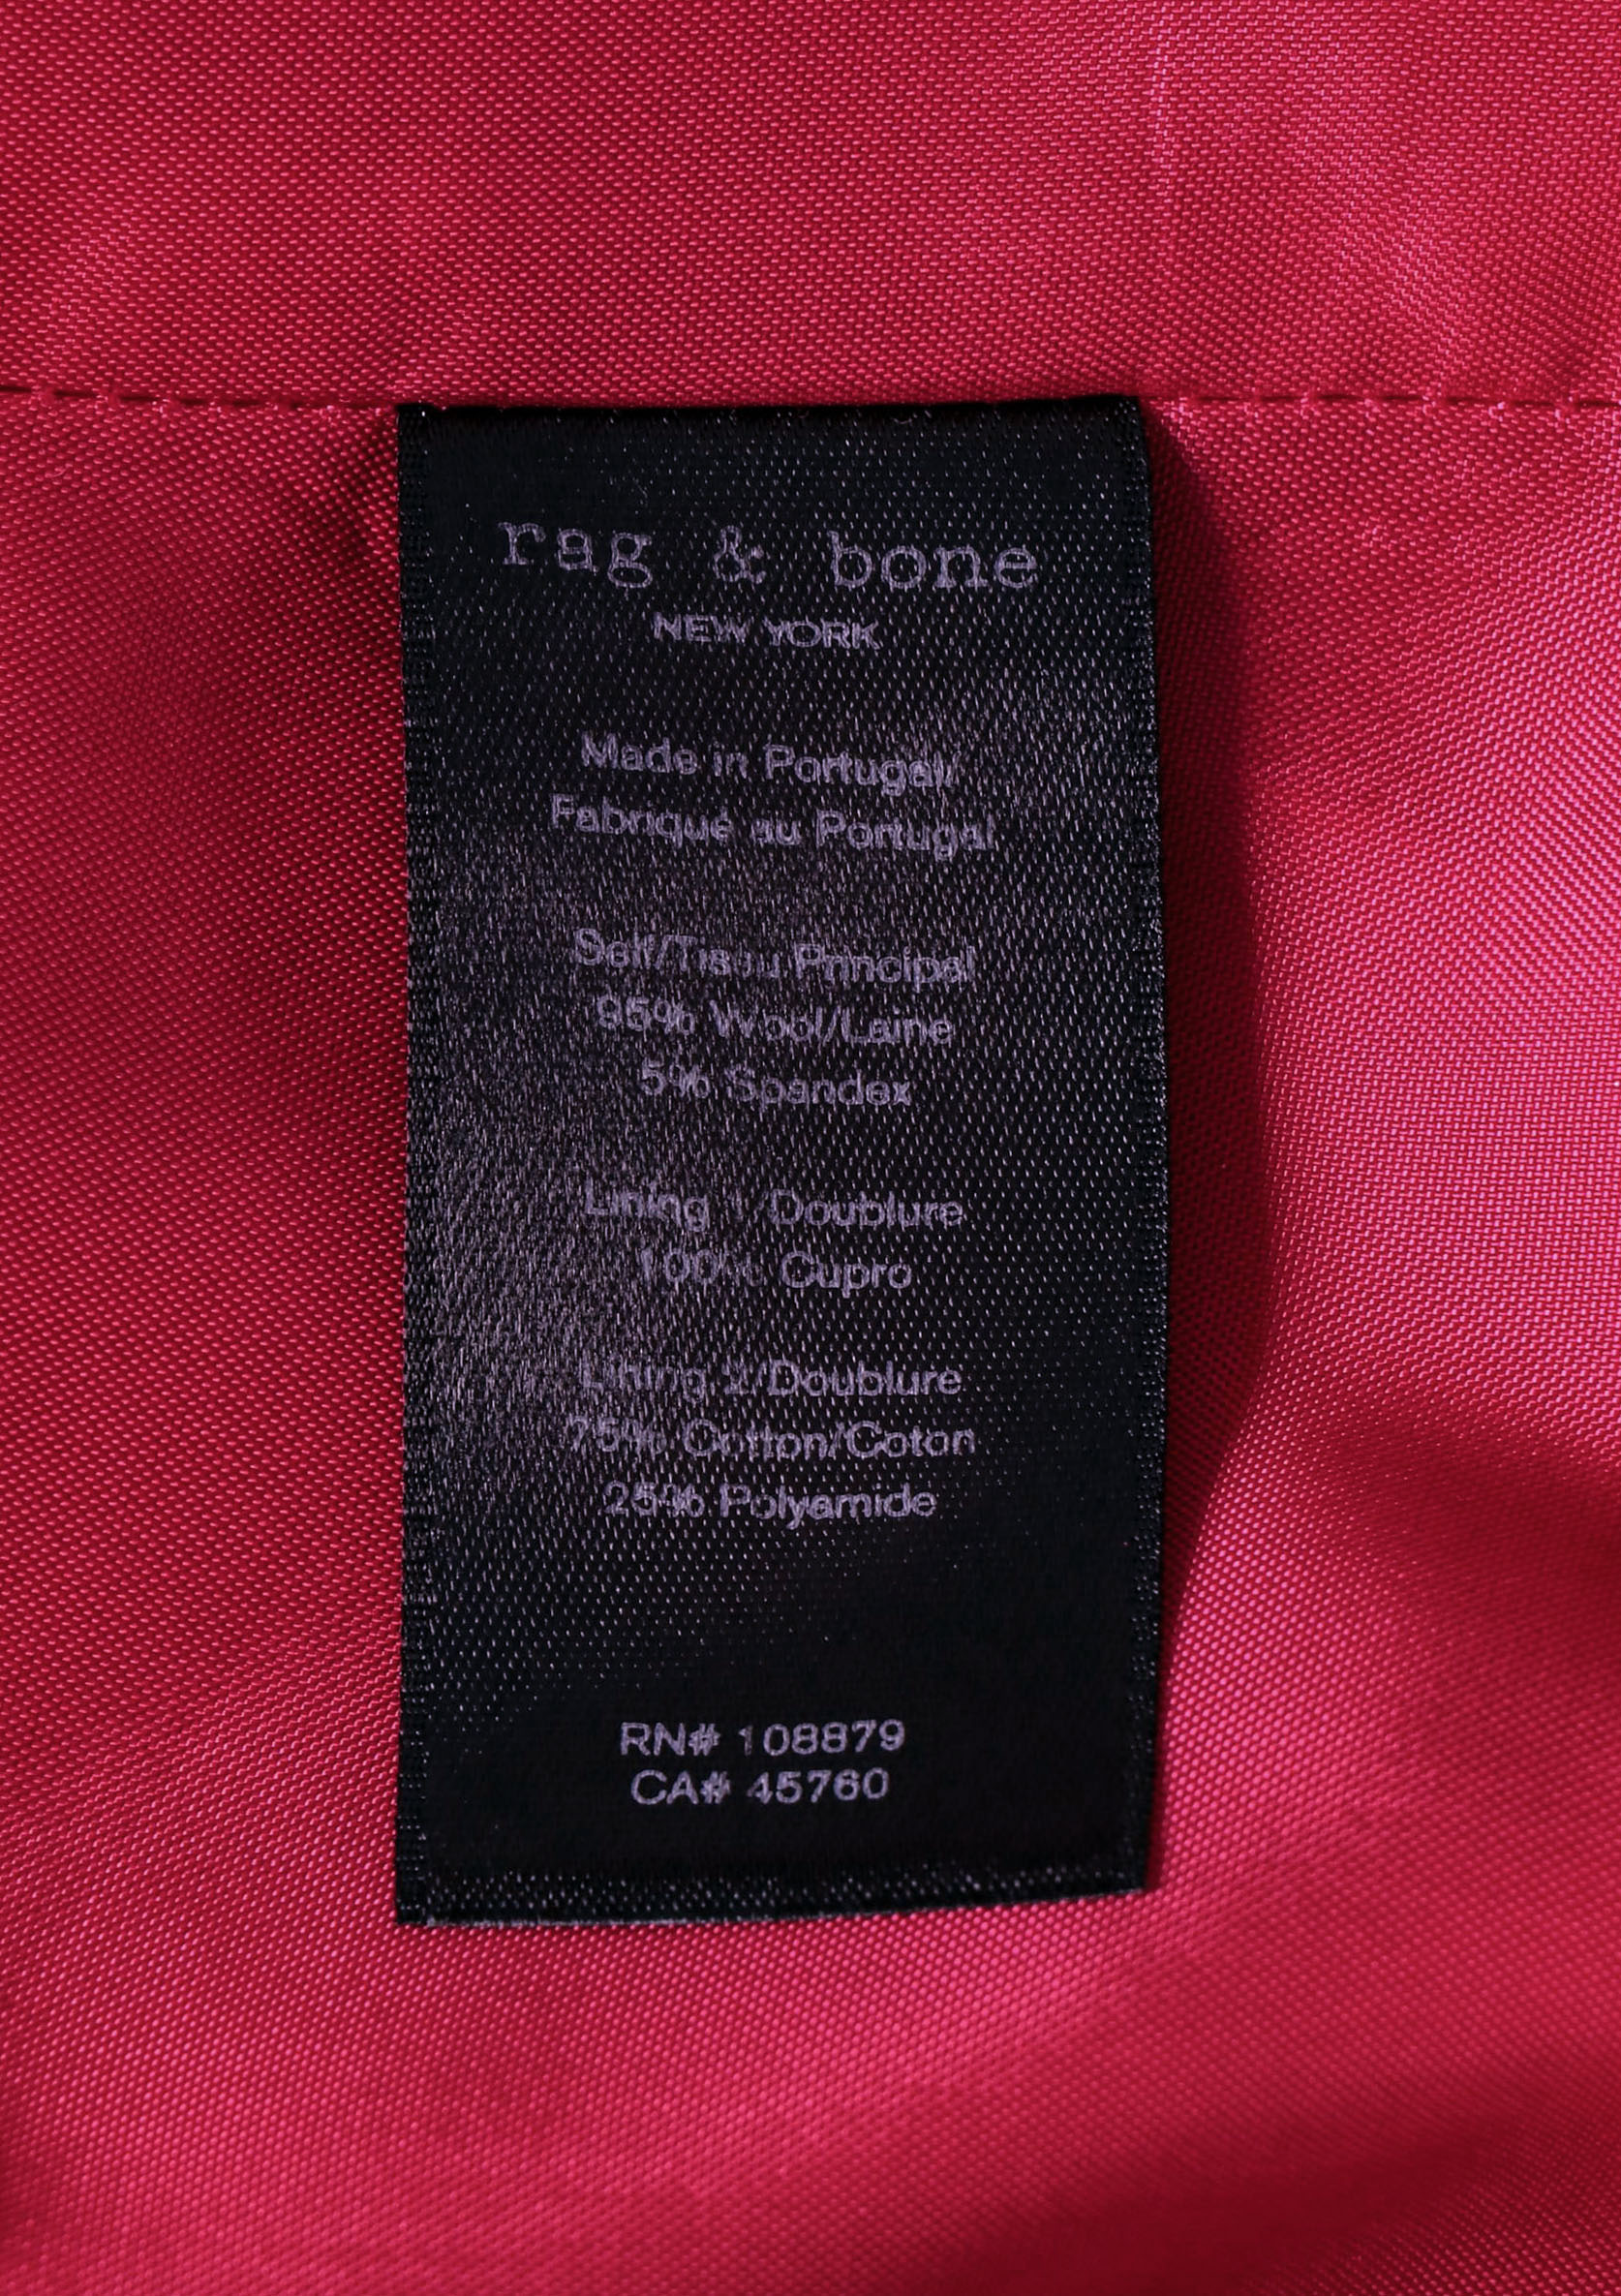 rag & bone
NEW YORK
Made in Portugal/
Fabriqué au Portugal
Self/Tissu Principal
95% Wool/Laine
5% Spandex
Lining 1/Doublure
100% Cupro
Lining 2/Doublure
75% Cotton/Coton
25% Polyamide
RN# 108879
CA# 45760